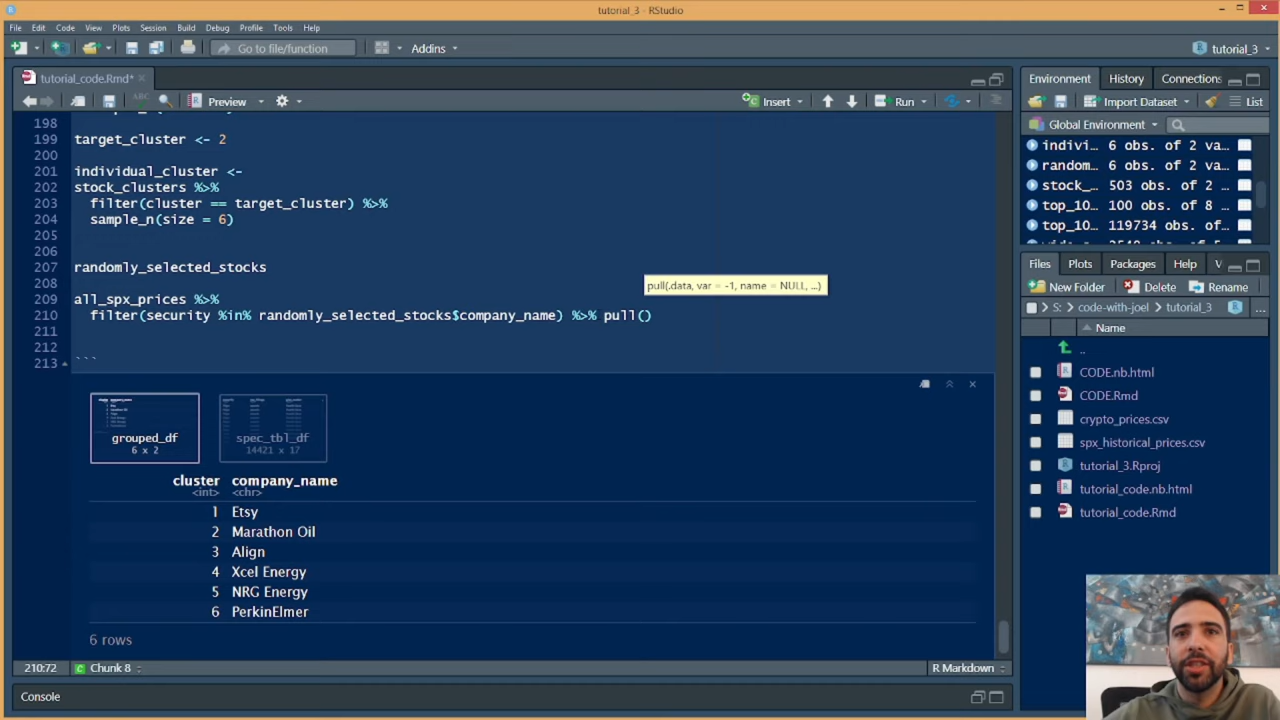 tutorial_3 - RStudio
File Edit Code View Plots Session Build Debug Profile Tools Help
Go to file/function Addins tutorial_3
tutorial_code.Rmd*
Preview Insert Run
198
199 target_cluster <- 2
200
201 individual_cluster <-
202 stock_clusters %>%
203 filter(cluster == target_cluster) %>%
204 sample_n(size = 6)
205
206
207 randomly_selected_stocks
208
pull(.data, var = -1, name = NULL, ...)
209 all_spx_prices %>%
210 filter(security %in% randomly_selected_stocks$company_name) %>% pull()
211
212
213 ```
grouped_df
6 x 2
spec_tbl_df
14421 x 17
cluster company_name
<int> <chr>
1 Etsy
2 Marathon Oil
3 Align
4 Xcel Energy
5 NRG Energy
6 PerkinElmer
6 rows
210:72 Chunk 8 R Markdown
Console
Environment History Connections
Import Dataset List
Global Environment
indivi... 6 obs. of 2 va...
random... 6 obs. of 2 va...
stock_... 503 obs. of 2 ...
top_10... 100 obs. of 8 ...
top_10... 119734 obs. of...
Files Plots Packages Help V
New Folder Delete Rename
S: code-with-joel tutorial_3 ...
Name
..
CODE.nb.html
CODE.Rmd
crypto_prices.csv
spx_historical_prices.csv
tutorial_3.Rproj
tutorial_code.nb.html
tutorial_code.Rmd